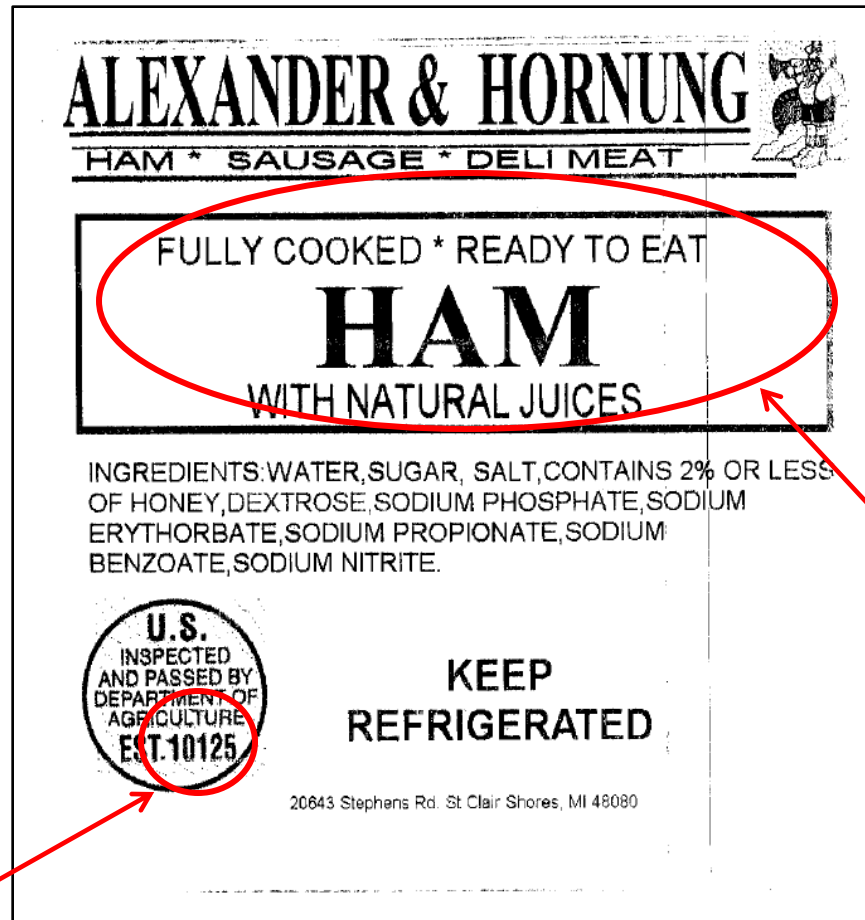 ALEXANDER & HORNUNG
HAM * SAUSAGE * DELI MEAT
FULLY COOKED * READY TO EAT
HAM
WITH NATURAL JUICES
INGREDIENTS:WATER,SUGAR, SALT,CONTAINS 2% OR LESS
OF HONEY,DEXTROSE,SODIUM PHOSPHATE,SODIUM
ERYTHORBATE,SODIUM PROPIONATE,SODIUM
BENZOATE,SODIUM NITRITE.
U.S.
INSPECTED
AND PASSED BY
DEPARTMENT OF
AGRICULTURE
EST.10125
KEEP
REFRIGERATED
20643 Stephens Rd. St Clair Shores, MI 48080